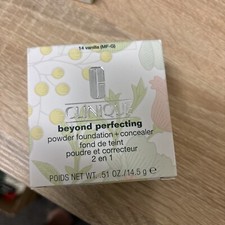 14 vanilla (MF-G)
CLINIQUE
beyond perfecting
powder foundation + concealer
fond de teint
poudre et correcteur
2 en 1
POIDS NET WT. .51 OZ./14.5 g ℮